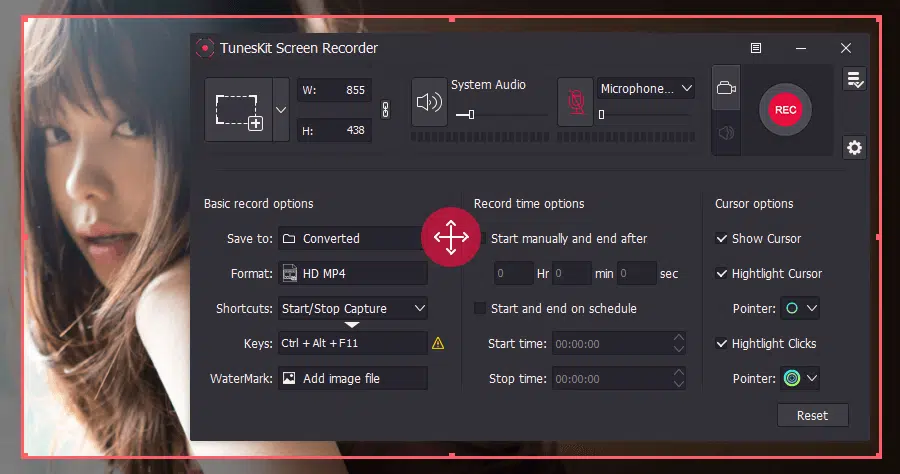 TunesKit Screen Recorder
W: 855
H: 438
System Audio
Microphone...
REC
Basic record options
Save to: Converted
Format: HD MP4
Shortcuts: Start/Stop Capture
Keys: Ctrl + Alt + F11
WaterMark: Add image file
Record time options
Start manually and end after
0 Hr 0 min 0 sec
Start and end on schedule
Start time: 00:00:00
Stop time: 00:00:00
Cursor options
Show Cursor
Hightlight Cursor
Pointer:
Hightlight Clicks
Pointer:
Reset